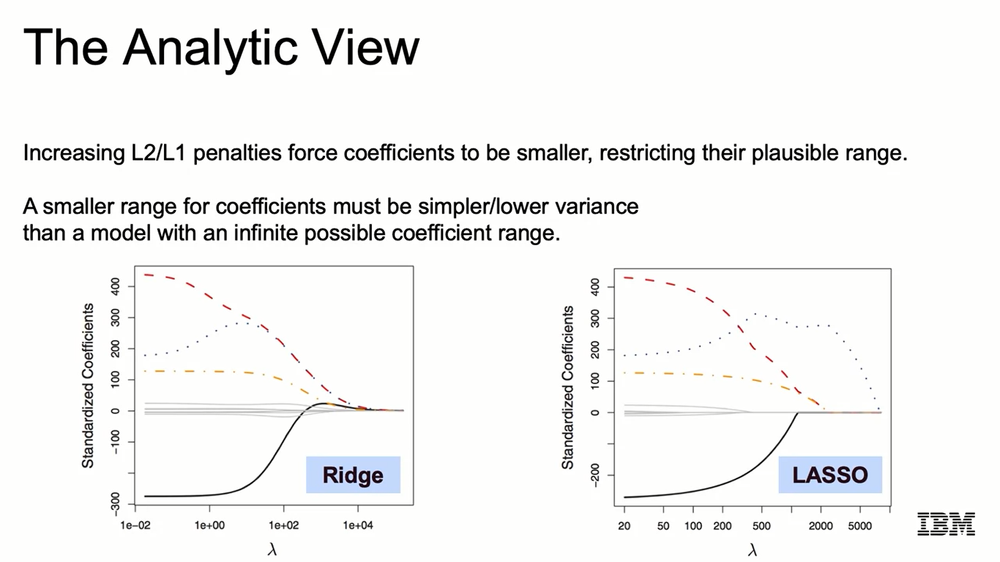 The Analytic View
Increasing L2/L1 penalties force coefficients to be smaller, restricting their plausible range.
A smaller range for coefficients must be simpler/lower variance
than a model with an infinite possible coefficient range.
Standardized Coefficients
400
300
200
100
0
-100
-300
1e-02 1e+00 1e+02 1e+04
λ
Ridge
Standardized Coefficients
400
300
200
100
0
-200
20 50 100 200 500 2000 5000
λ
LASSO
IBM